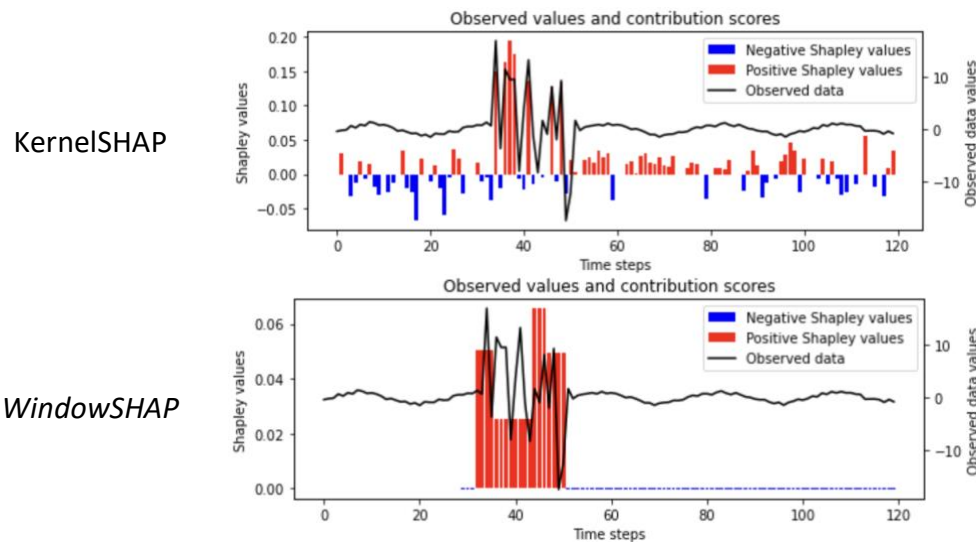 Observed values and contribution scores
KernelSHAP
Shapley values
0.20
0.15
0.10
0.05
0.00
−0.05
Negative Shapley values
Positive Shapley values
Observed data
10
0
−10
Observed data values
0 20 40 60 80 100 120
Time steps
Observed values and contribution scores
WindowSHAP
Shapley values
0.06
0.04
0.02
0.00
Negative Shapley values
Positive Shapley values
Observed data
10
0
−10
Observed data values
0 20 40 60 80 100 120
Time steps